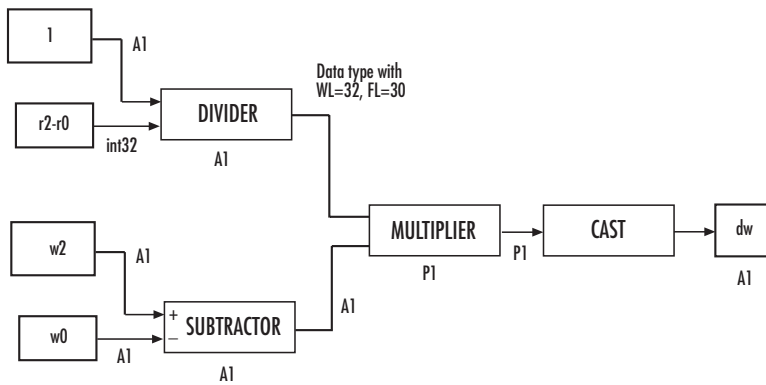 1
A1
Data type with
WL=32, FL=30
DIVIDER
r2-r0
int32
A1
w2
A1
MULTIPLIER
P1
P1
CAST
dw
A1
+
−
SUBTRACTOR
A1
w0
A1
A1